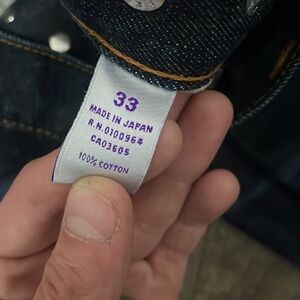 33
MADE IN JAPAN
R.N.0100964
CA03605
100% COTTON